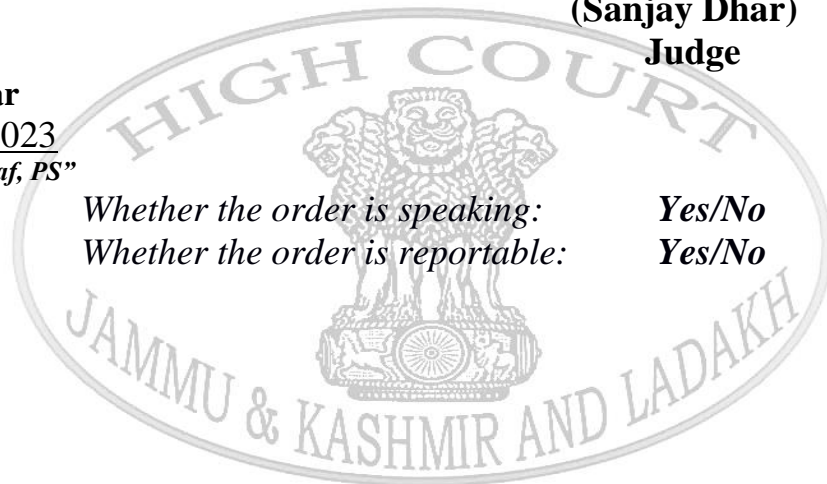 (Sanjay Dhar)
Judge
ar
023
af, PS”
Whether the order is speaking: Yes/No
Whether the order is reportable: Yes/No
HIGH COURT
JAMMU & KASHMIR AND LADAKH